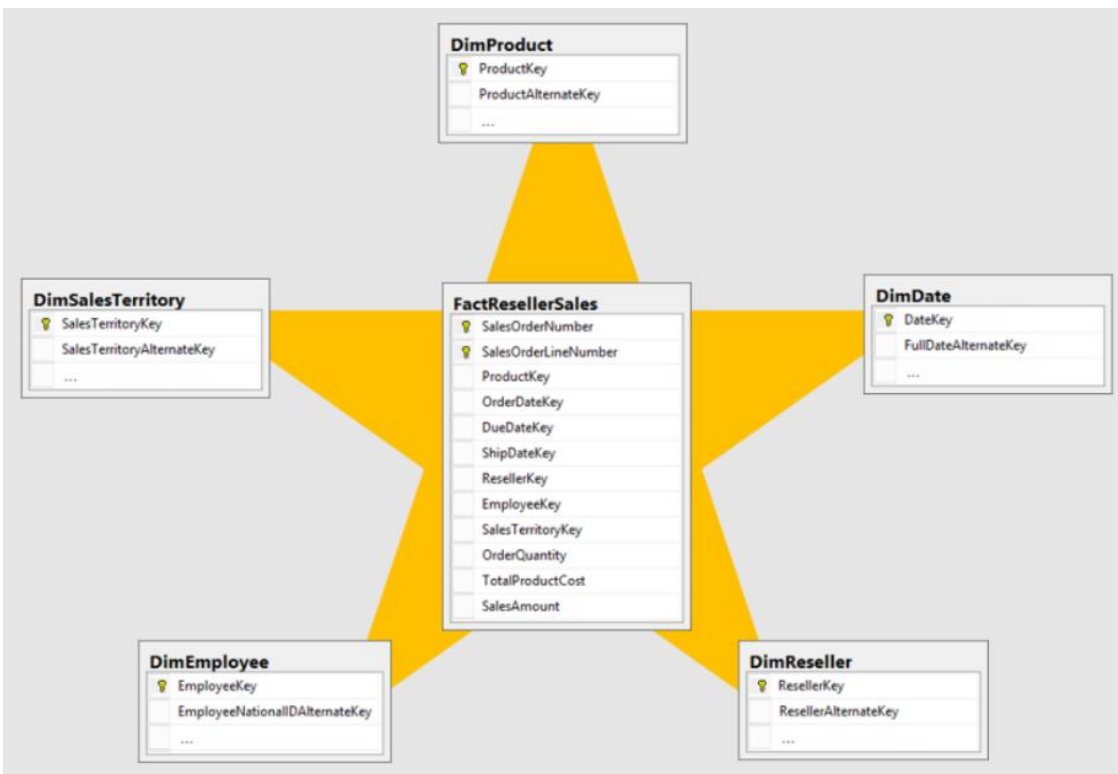 DimProduct
ProductKey
ProductAlternateKey
...
DimSalesTerritory
SalesTerritoryKey
SalesTerritoryAlternateKey
...
FactResellerSales
SalesOrderNumber
SalesOrderLineNumber
ProductKey
OrderDateKey
DueDateKey
ShipDateKey
ResellerKey
EmployeeKey
SalesTerritoryKey
OrderQuantity
TotalProductCost
SalesAmount
DimDate
DateKey
FullDateAlternateKey
...
DimEmployee
EmployeeKey
EmployeeNationalIDAlternateKey
...
DimReseller
ResellerKey
ResellerAlternateKey
...